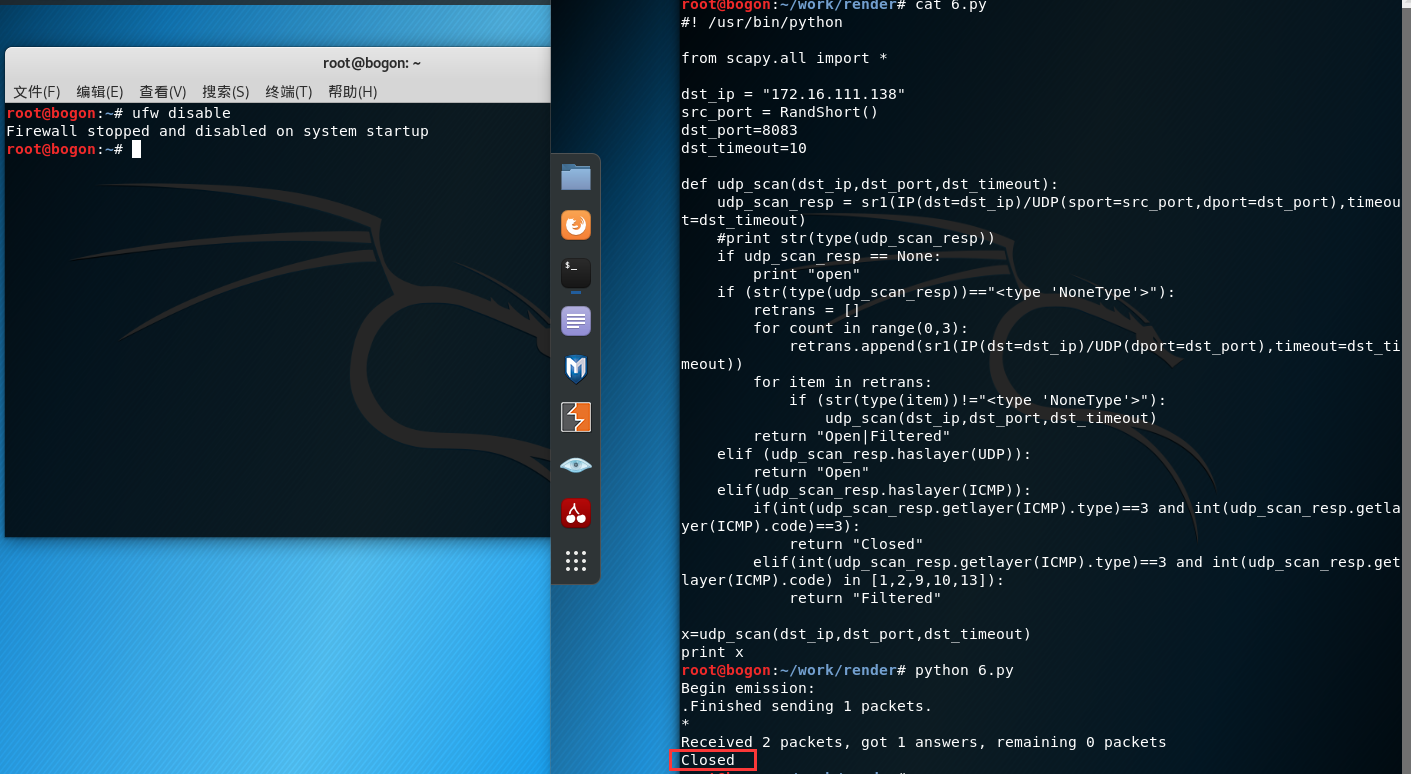 root@bogon: ~
文件(F) 编辑(E) 查看(V) 搜索(S) 终端(T) 帮助(H)
root@bogon:~# ufw disable
Firewall stopped and disabled on system startup
root@bogon:~#
$_
root@bogon:~/work/render# cat 6.py
#! /usr/bin/python
from scapy.all import *
dst_ip = "172.16.111.138"
src_port = RandShort()
dst_port=8083
dst_timeout=10
def udp_scan(dst_ip,dst_port,dst_timeout):
    udp_scan_resp = sr1(IP(dst=dst_ip)/UDP(sport=src_port,dport=dst_port),timeou
t=dst_timeout)
    #print str(type(udp_scan_resp))
    if udp_scan_resp == None:
        print "open"
    if (str(type(udp_scan_resp))=="<type 'NoneType'>"):
        retrans = []
        for count in range(0,3):
            retrans.append(sr1(IP(dst=dst_ip)/UDP(dport=dst_port),timeout=dst_ti
meout))
        for item in retrans:
            if (str(type(item))!="<type 'NoneType'>"):
                udp_scan(dst_ip,dst_port,dst_timeout)
        return "Open|Filtered"
    elif (udp_scan_resp.haslayer(UDP)):
        return "Open"
    elif(udp_scan_resp.haslayer(ICMP)):
        if(int(udp_scan_resp.getlayer(ICMP).type)==3 and int(udp_scan_resp.getla
yer(ICMP).code)==3):
            return "Closed"
        elif(int(udp_scan_resp.getlayer(ICMP).type)==3 and int(udp_scan_resp.get
layer(ICMP).code) in [1,2,9,10,13]):
            return "Filtered"
x=udp_scan(dst_ip,dst_port,dst_timeout)
print x
root@bogon:~/work/render# python 6.py
Begin emission:
.Finished sending 1 packets.
*
Received 2 packets, got 1 answers, remaining 0 packets
Closed